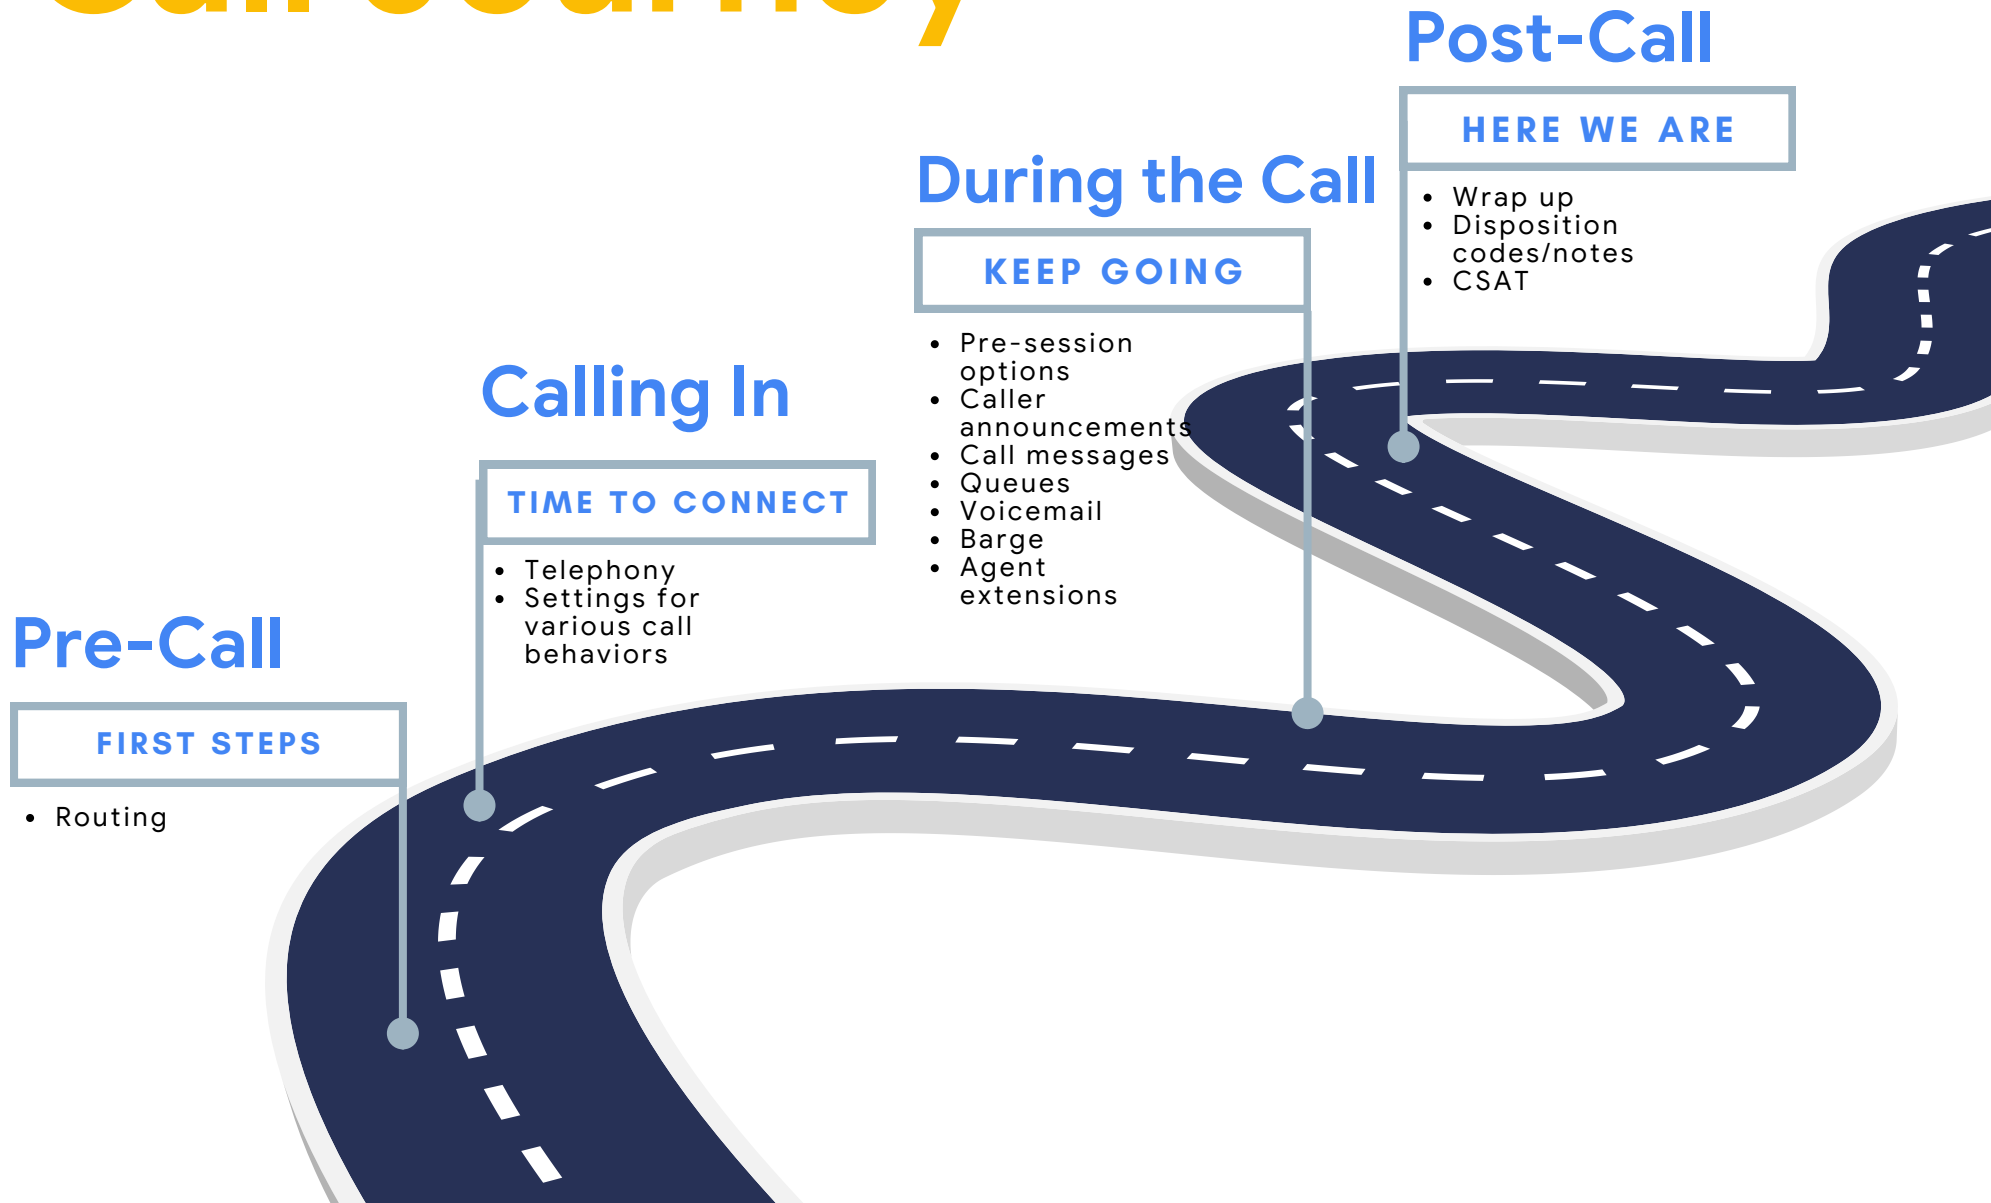 Call Journey
Post-Call
HERE WE ARE
Wrap up
Disposition
codes/notes
CSAT
During the Call
KEEP GOING
Pre-session
options
Caller
announcements
Call messages
Queues
Voicemail
Barge
Agent
extensions
Calling In
TIME TO CONNECT
Telephony
Settings for
various call
behaviors
Pre-Call
FIRST STEPS
Routing